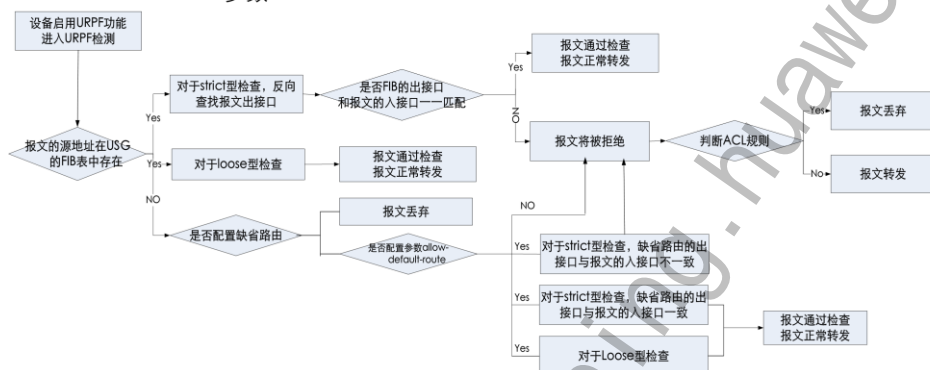 参数
设备启用URPF功能
进入URPF检测
报文的源地址在USG
的FIB表中存在
Yes
对于strict型检查，反向
查找报文出接口
是否FIB的出接口
和报文的入接口一一匹配
Yes
报文通过检查
报文正常转发
NO
报文将被拒绝
判断ACL规则
Yes
报文丢弃
No
报文转发
Yes
对于loose型检查
报文通过检查
报文正常转发
NO
是否配置缺省路由
报文丢弃
是否配置参数allow-
default-route
NO
Yes
对于strict型检查，缺省路由的出
接口与报文的入接口不一致
Yes
对于strict型检查，缺省路由的出
接口与报文的入接口一致
Yes
对于Loose型检查
报文通过检查
报文正常转发
ing.huawe